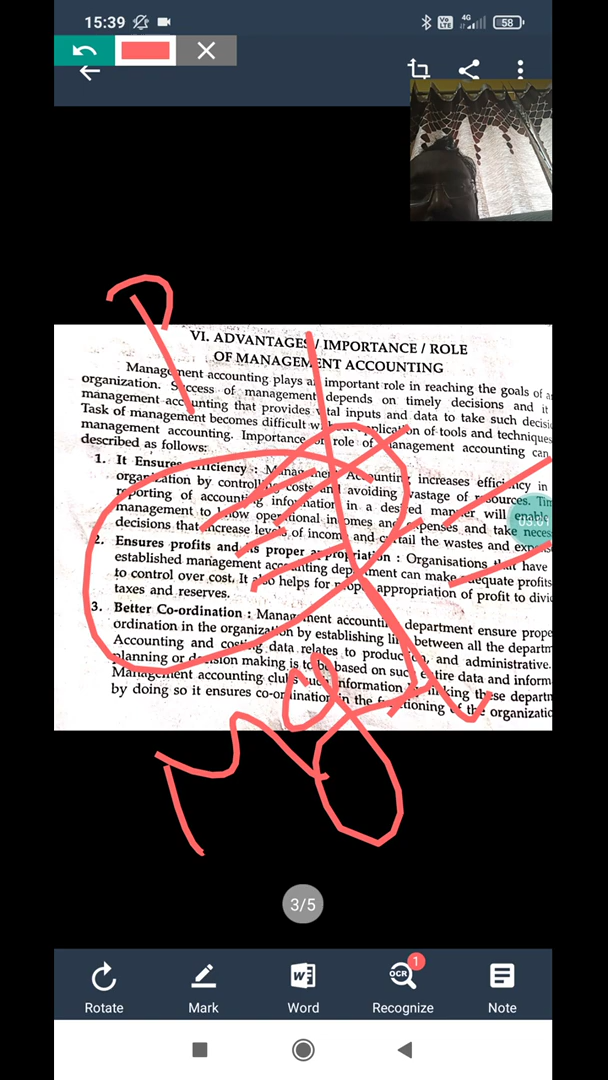 15:39 4G 58
VI. ADVANTAGES / IMPORTANCE / ROLE
OF MANAGEMENT ACCOUNTING
Management accounting plays an important role in reaching the goals of
organization. Success of management depends on timely decisions and it
management accounting that provides vital inputs and data to take such
Task of management becomes difficult without application of tools and techniques
management accounting. Importance or role of management accounting can
described as follows:
1. It Ensures efficiency : Management Accounting increases efficiency in
organization by controlling costs and avoiding wastage of resources.
reporting of accounting information in a desired manner will enable
management to know operational incomes and expenses and take
decisions that increase levels of income and curtail the wastes and
2. Ensures profits and its proper appropriation : Organisations that have
established management accounting department can make adequate profits
to control over cost. It also helps for proper appropriation of profit to
taxes and reserves.
3. Better Co-ordination : Management accounting department ensure
ordination in the organization by establishing between all the
Accounting and costing data relates to production, and administrative.
planning or decision making is to be based on such entire data and
Management accounting clubs such information linking these
by doing so it ensures co-ordination in the functioning of the
03:01
P
Mg
3/5
OCR 1
Rotate Mark Word Recognize Note